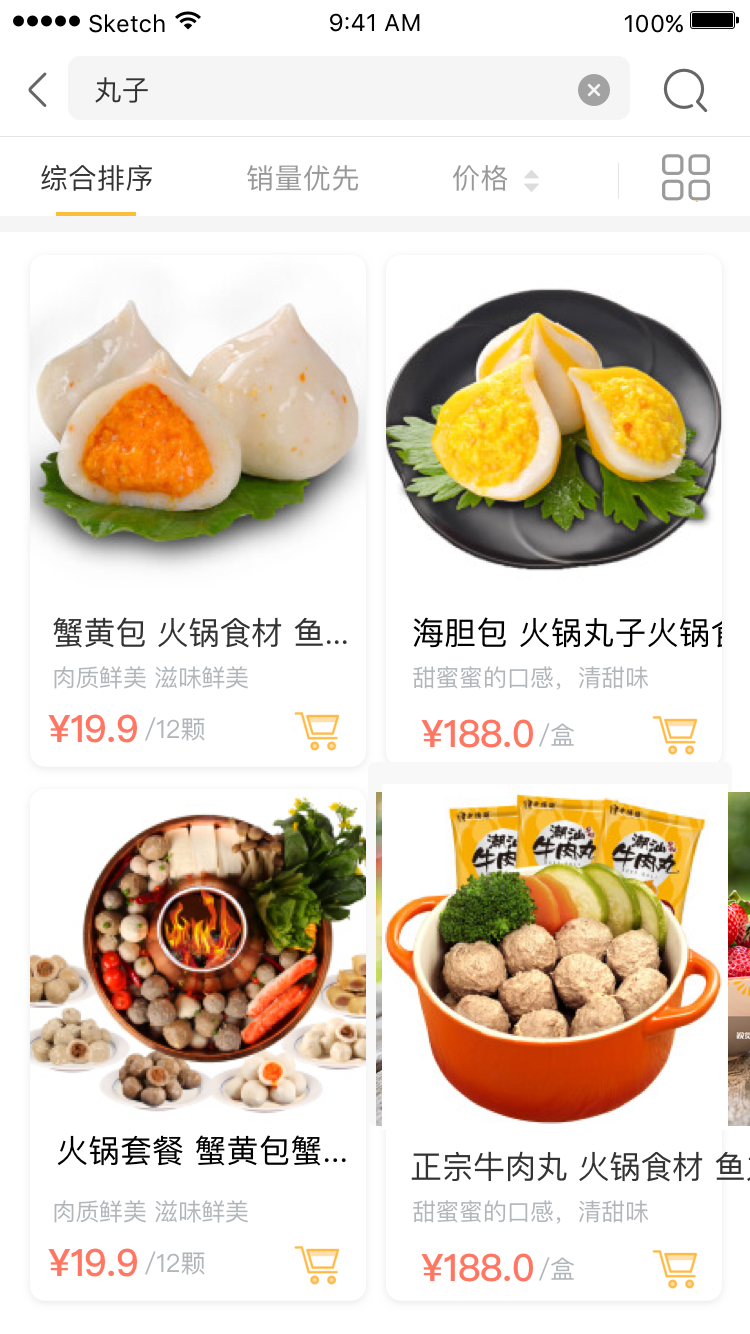 Sketch 9:41 AM 100%
丸子
综合排序 销量优先 价格
蟹黄包 火锅食材 鱼...
肉质鲜美 滋味鲜美
¥19.9 /12颗
海胆包 火锅丸子火锅食
甜蜜蜜的口感，清甜味
¥188.0 /盒
火锅套餐 蟹黄包蟹...
肉质鲜美 滋味鲜美
¥19.9 /12颗
潮汕
牛肉丸
潮汕
牛肉丸
潮汕
牛肉丸
正宗牛肉丸 火锅食材 鱼
甜蜜蜜的口感，清甜味
¥188.0 /盒